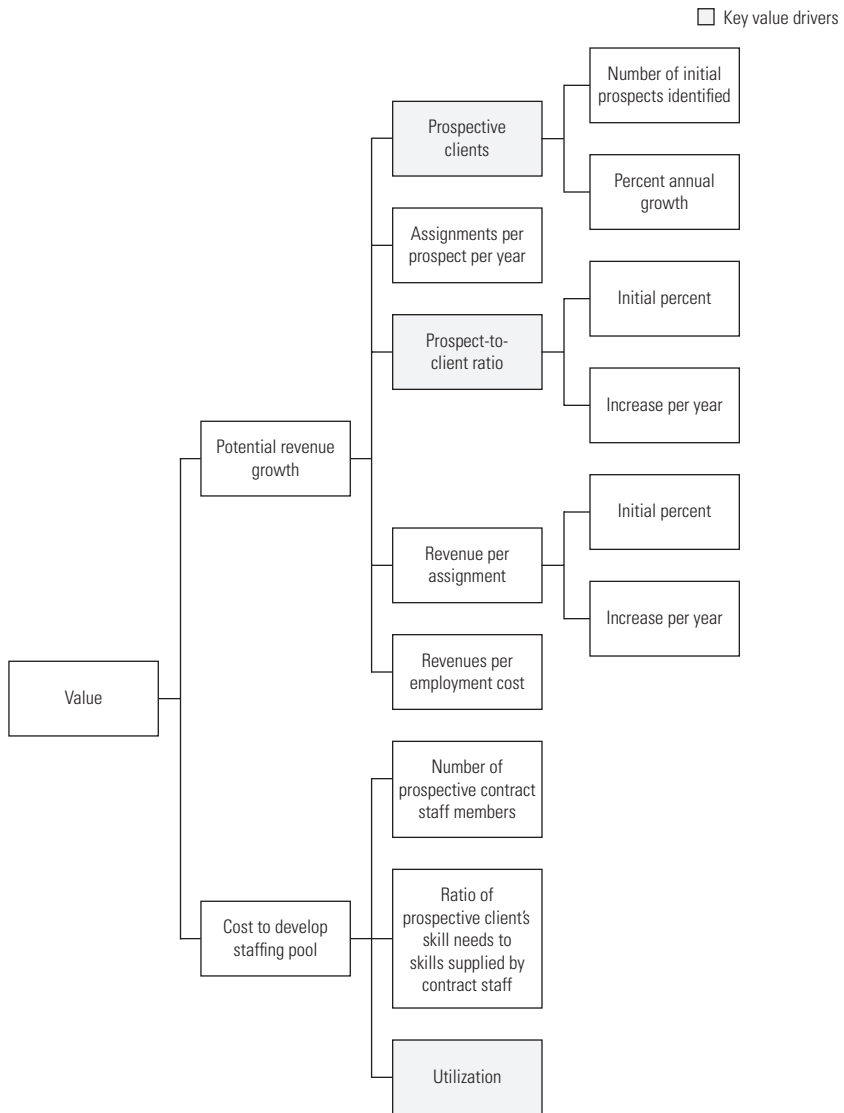 Key value drivers
Number of initial
prospects identified
Prospective
clients
Percent annual
growth
Assignments per
prospect per year
Initial percent
Prospect-to-
client ratio
Increase per year
Potential revenue
growth
Initial percent
Revenue per
assignment
Increase per year
Revenues per
employment cost
Value
Number of
prospective contract
staff members
Ratio of
prospective client's
skill needs to
skills supplied by
contract staff
Cost to develop
staffing pool
Utilization